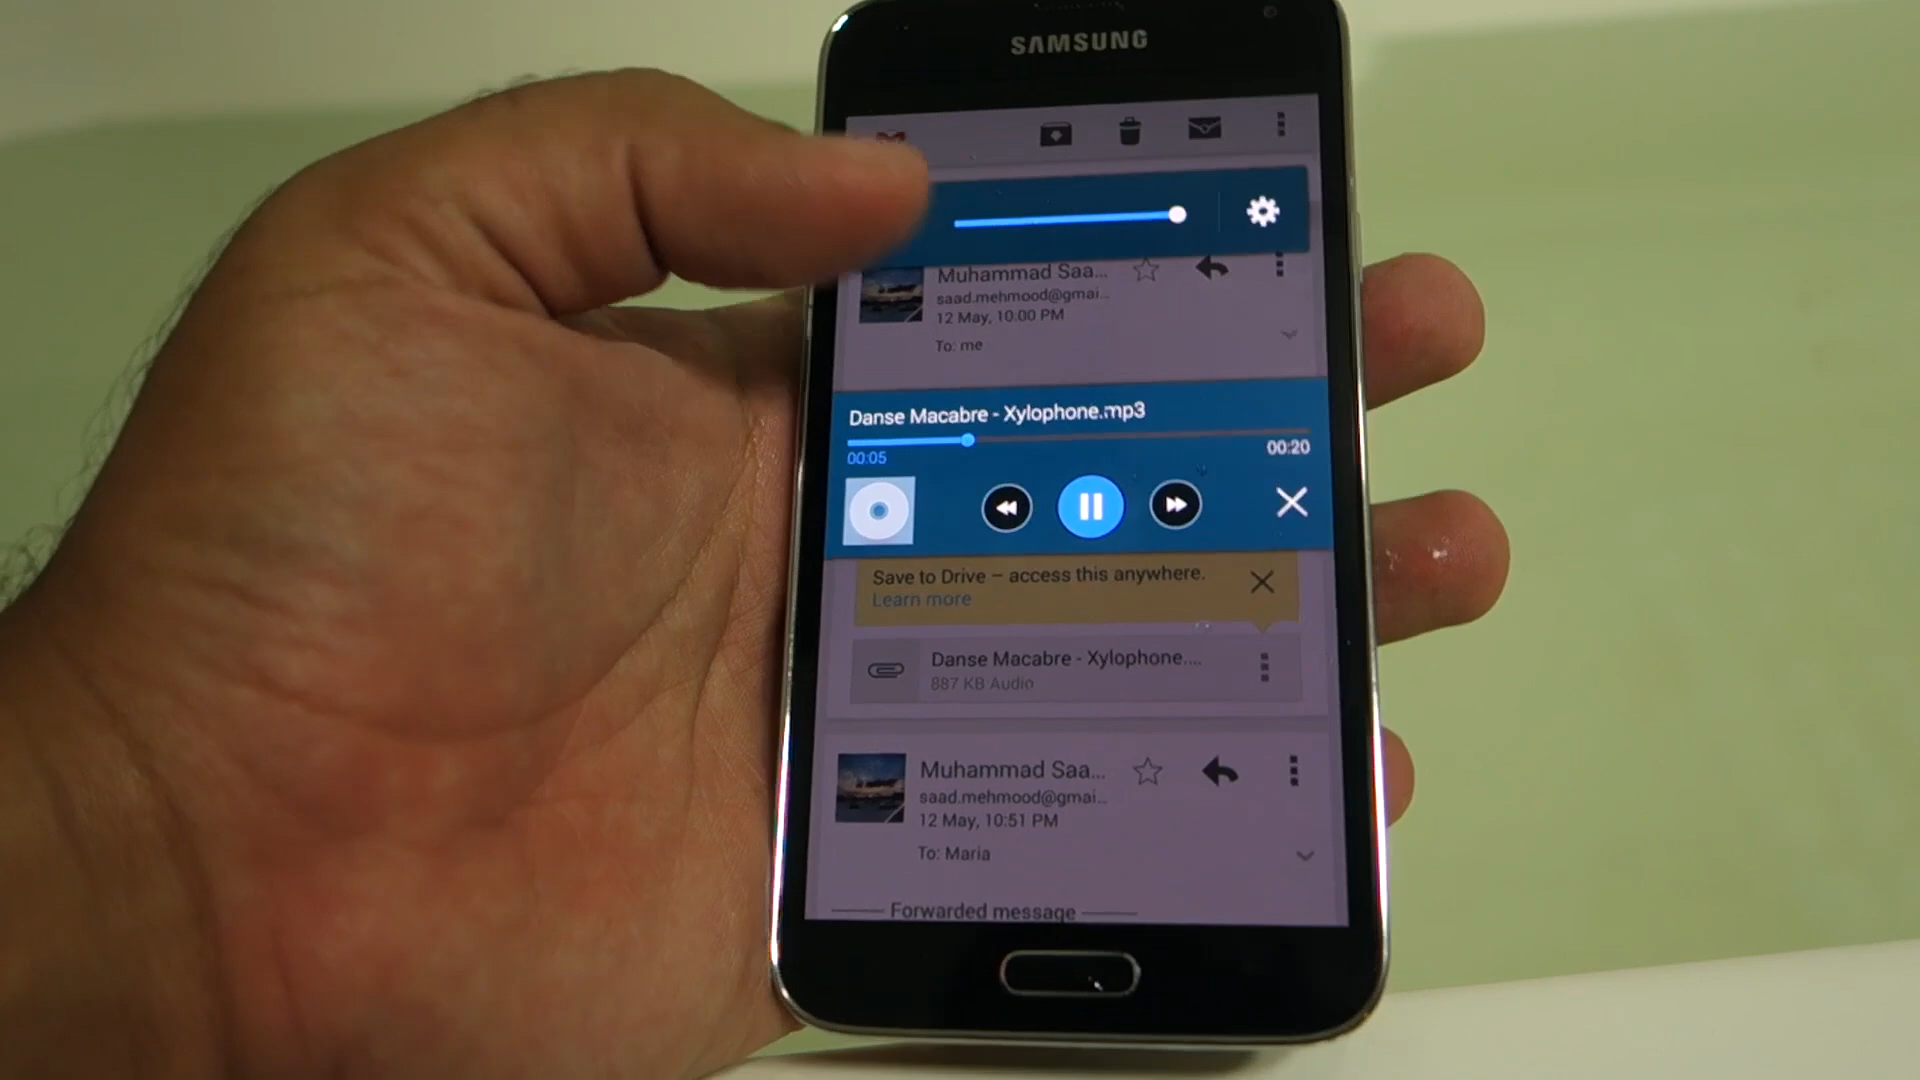 SAMSUNG
Muhammad Saa...
saad.mehmood@gmai...
12 May, 10:00 PM
To: me
Danse Macabre - Xylophone.mp3
00:05
00:20
Save to Drive – access this anywhere.
Learn more
Danse Macabre - Xylophone....
887 KB Audio
Muhammad Saa...
saad.mehmood@gmai...
12 May, 10:51 PM
To: Maria
Forwarded message